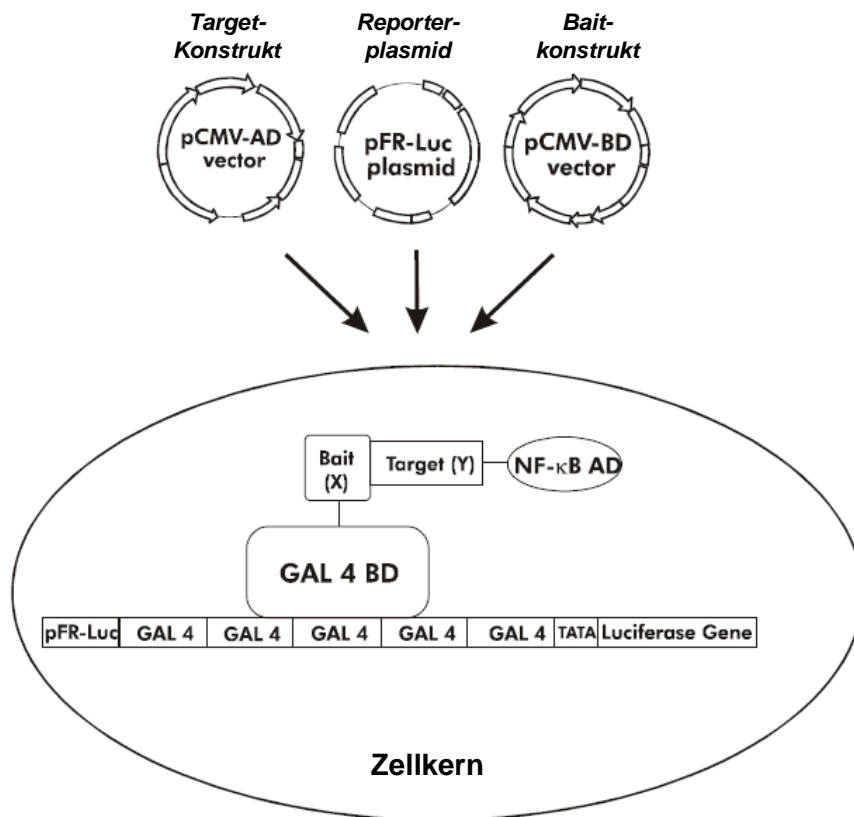 Target-
Konstrukt
Reporter-
plasmid
Bait-
konstrukt
pCMV-AD
vector
pFR-Luc
plasmid
pCMV-BD
vector
Bait
(X)
Target (Y)
NF-κB AD
GAL 4 BD
pFR-Luc GAL 4 GAL 4 GAL 4 GAL 4 GAL 4 TATA Luciferase Gene
Zellkern